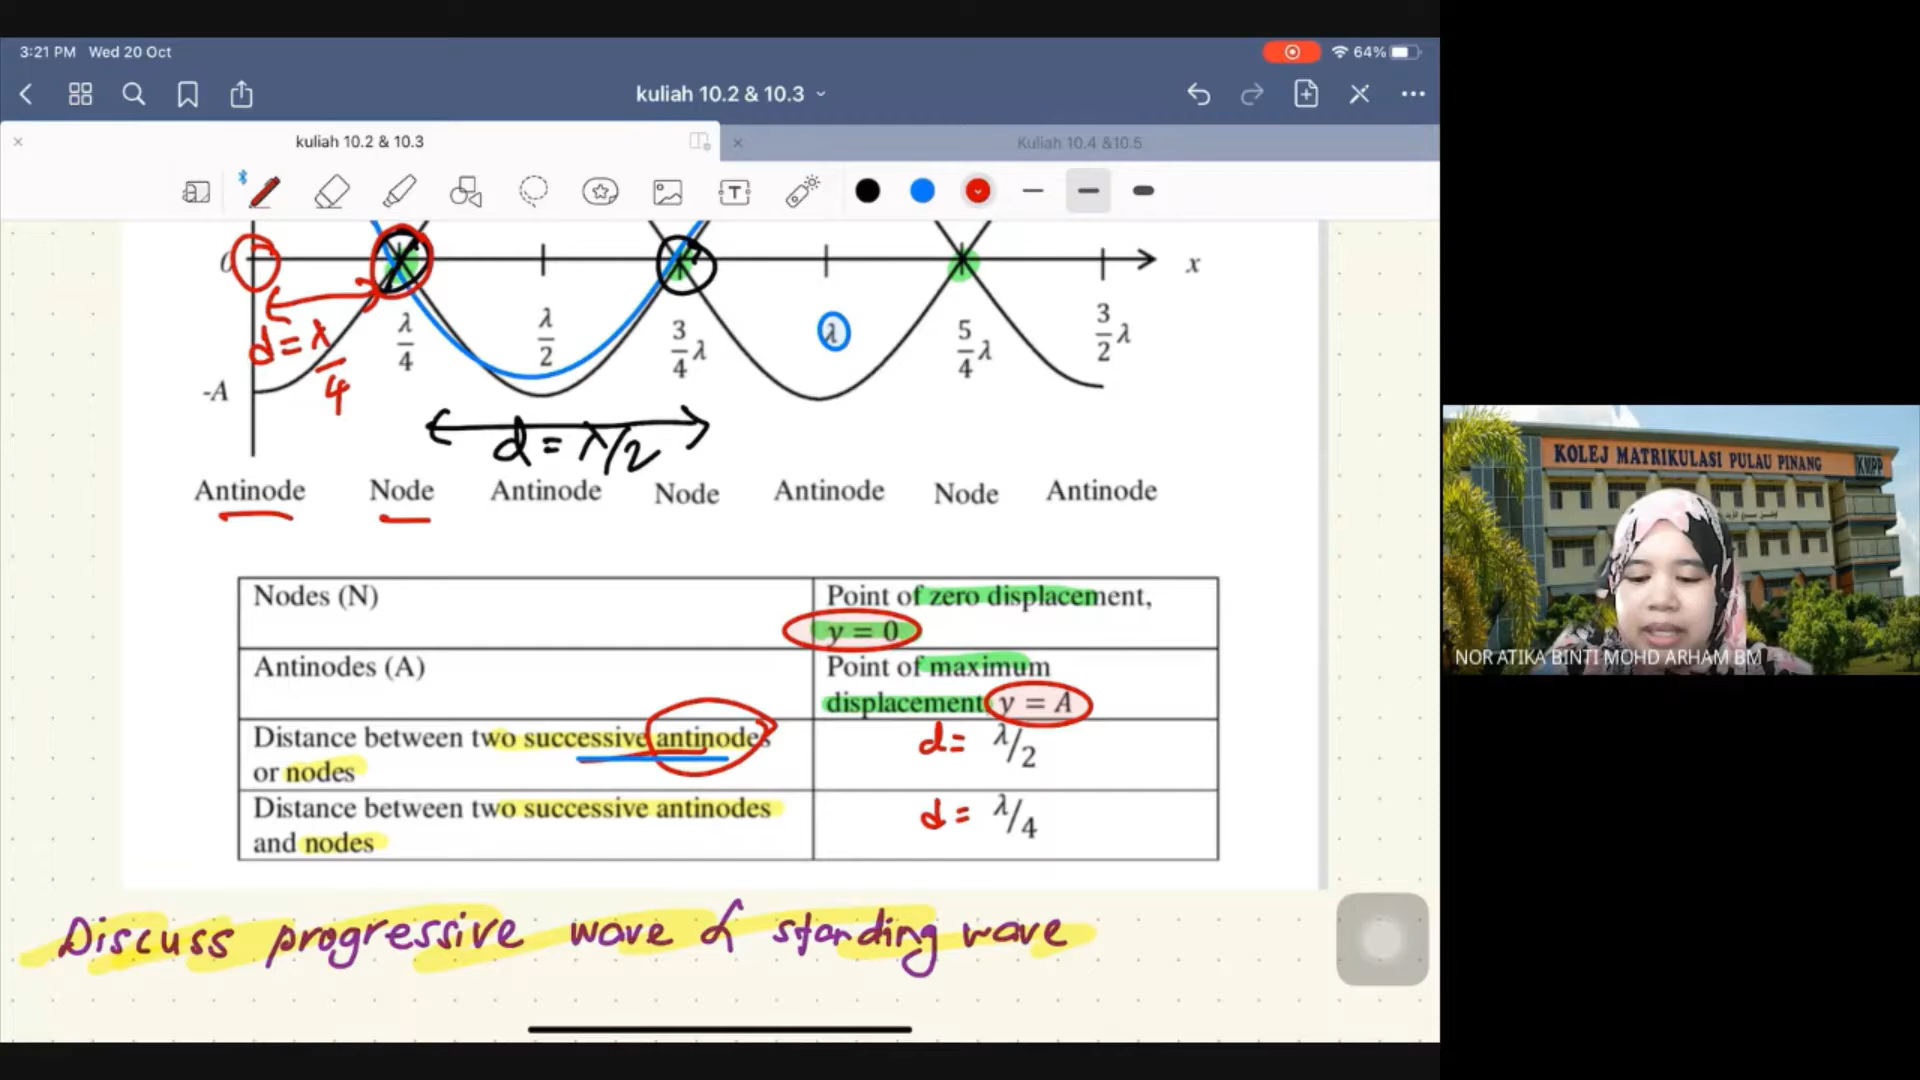 3:21 PM Wed 20 Oct
64%
kuliah 10.2 & 10.3
kuliah 10.2 & 10.3
Kuliah 10.4 &10.5
T
0
x
d = λ/4
λ/4
λ/2
3/4 λ
λ
5/4 λ
3/2 λ
-A
d = λ/2
Antinode Node Antinode Node Antinode Node Antinode
Nodes (N)
Point of zero displacement,
y = 0
Antinodes (A)
Point of maximum
displacement y = A
Distance between two successive antinodes
or nodes
d = λ/2
Distance between two successive antinodes
and nodes
d = λ/4
Discuss progressive wave & standing wave
KOLEJ MATRIKULASI PULAU PINANG
KMPP
NOR ATIKA BINTI MOHD ARHAM BM